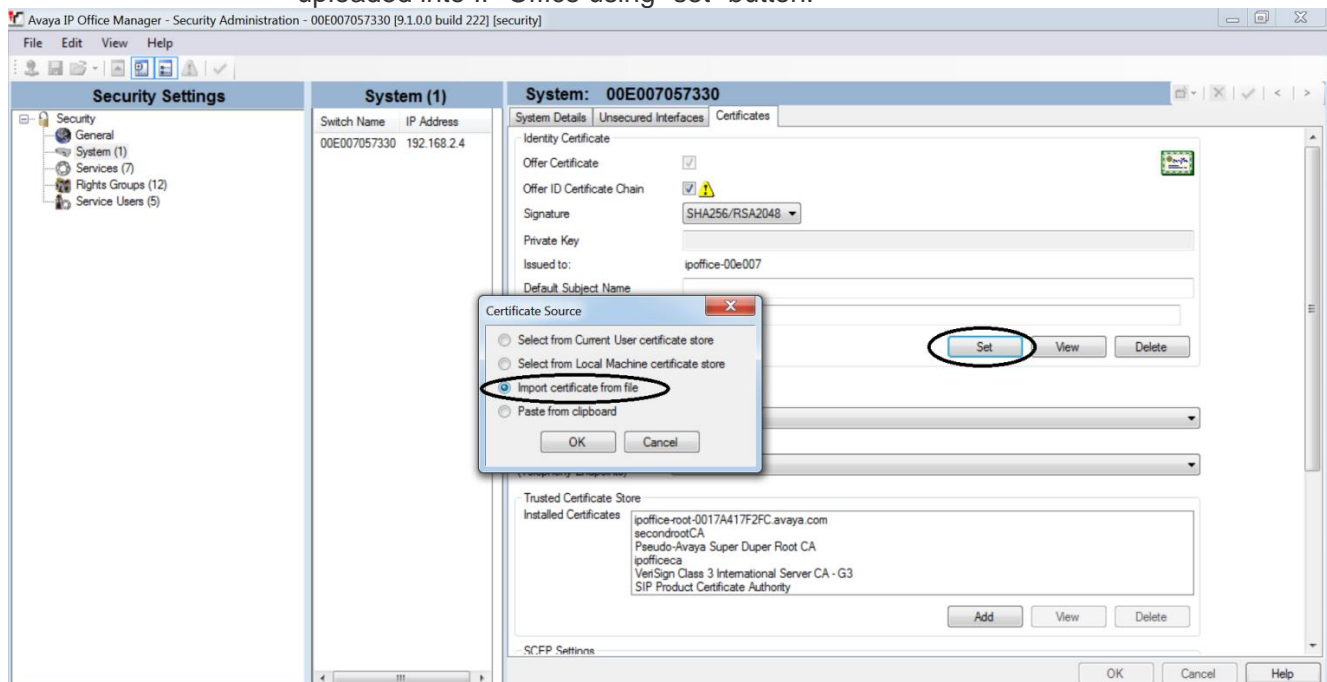 uploaded into IP Office using "set" button.
Avaya IP Office Manager - Security Administration - 00E007057330 [9.1.0.0 build 222] [security]
File Edit View Help
Security Settings
Security
General
System (1)
Services (7)
Rights Groups (12)
Service Users (5)
System (1)
Switch Name IP Address
00E007057330 192.168.2.4
System: 00E007057330
System Details Unsecured Interfaces Certificates
Identity Certificate
Offer Certificate
Offer ID Certificate Chain
Signature SHA256/RSA2048
Private Key
Issued to: ipoffice-00e007
Default Subject Name
Set View Delete
Certificate Source
Select from Current User certificate store
Select from Local Machine certificate store
Import certificate from file
Paste from clipboard
OK Cancel
Trusted Certificate Store
Installed Certificates
ipoffice-root-0017A417F2FC.avaya.com
secondrootCA
Pseudo-Avaya Super Duper Root CA
ipofficeca
VeriSign Class 3 International Server CA - G3
SIP Product Certificate Authority
Add View Delete
SCEP Settings
OK Cancel Help